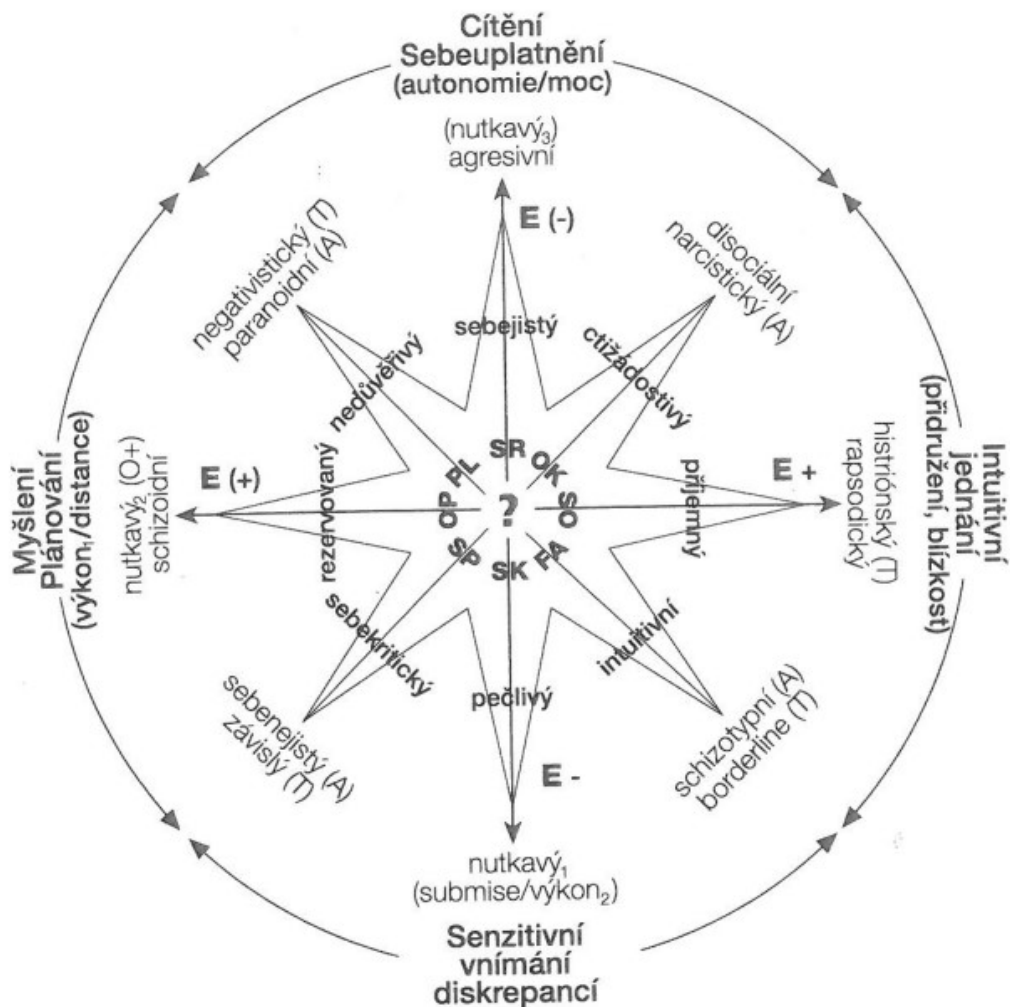 Cítění
Sebeuplatnění
(autonomie/moc)
(nutkavý₃)
agresivní
E (-)
negativistický (T)
paranoidní (A)
disociální
narcistický (A)
sebejistý
nedůvěřivý
ctižádostivý
Myšlení
Plánování
(výkon₁/distance)
nutkavý₂ (O+)
schizoidní
E (+)
rezervovaný
PL
SR
OK
OP
?
SO
SP
SK
FA
příjemný
E +
histriónský (T)
rapsodický
(přidružení, blízkost)
Intuitivní
jednání
sebekritický
pečlivý
intuitivní
sebenejistý (A)
závislý (T)
schizotypní (A)
borderline (T)
E -
nutkavý₁
(submise/výkon₂)
Senzitivní
vnímání
diskrepancí